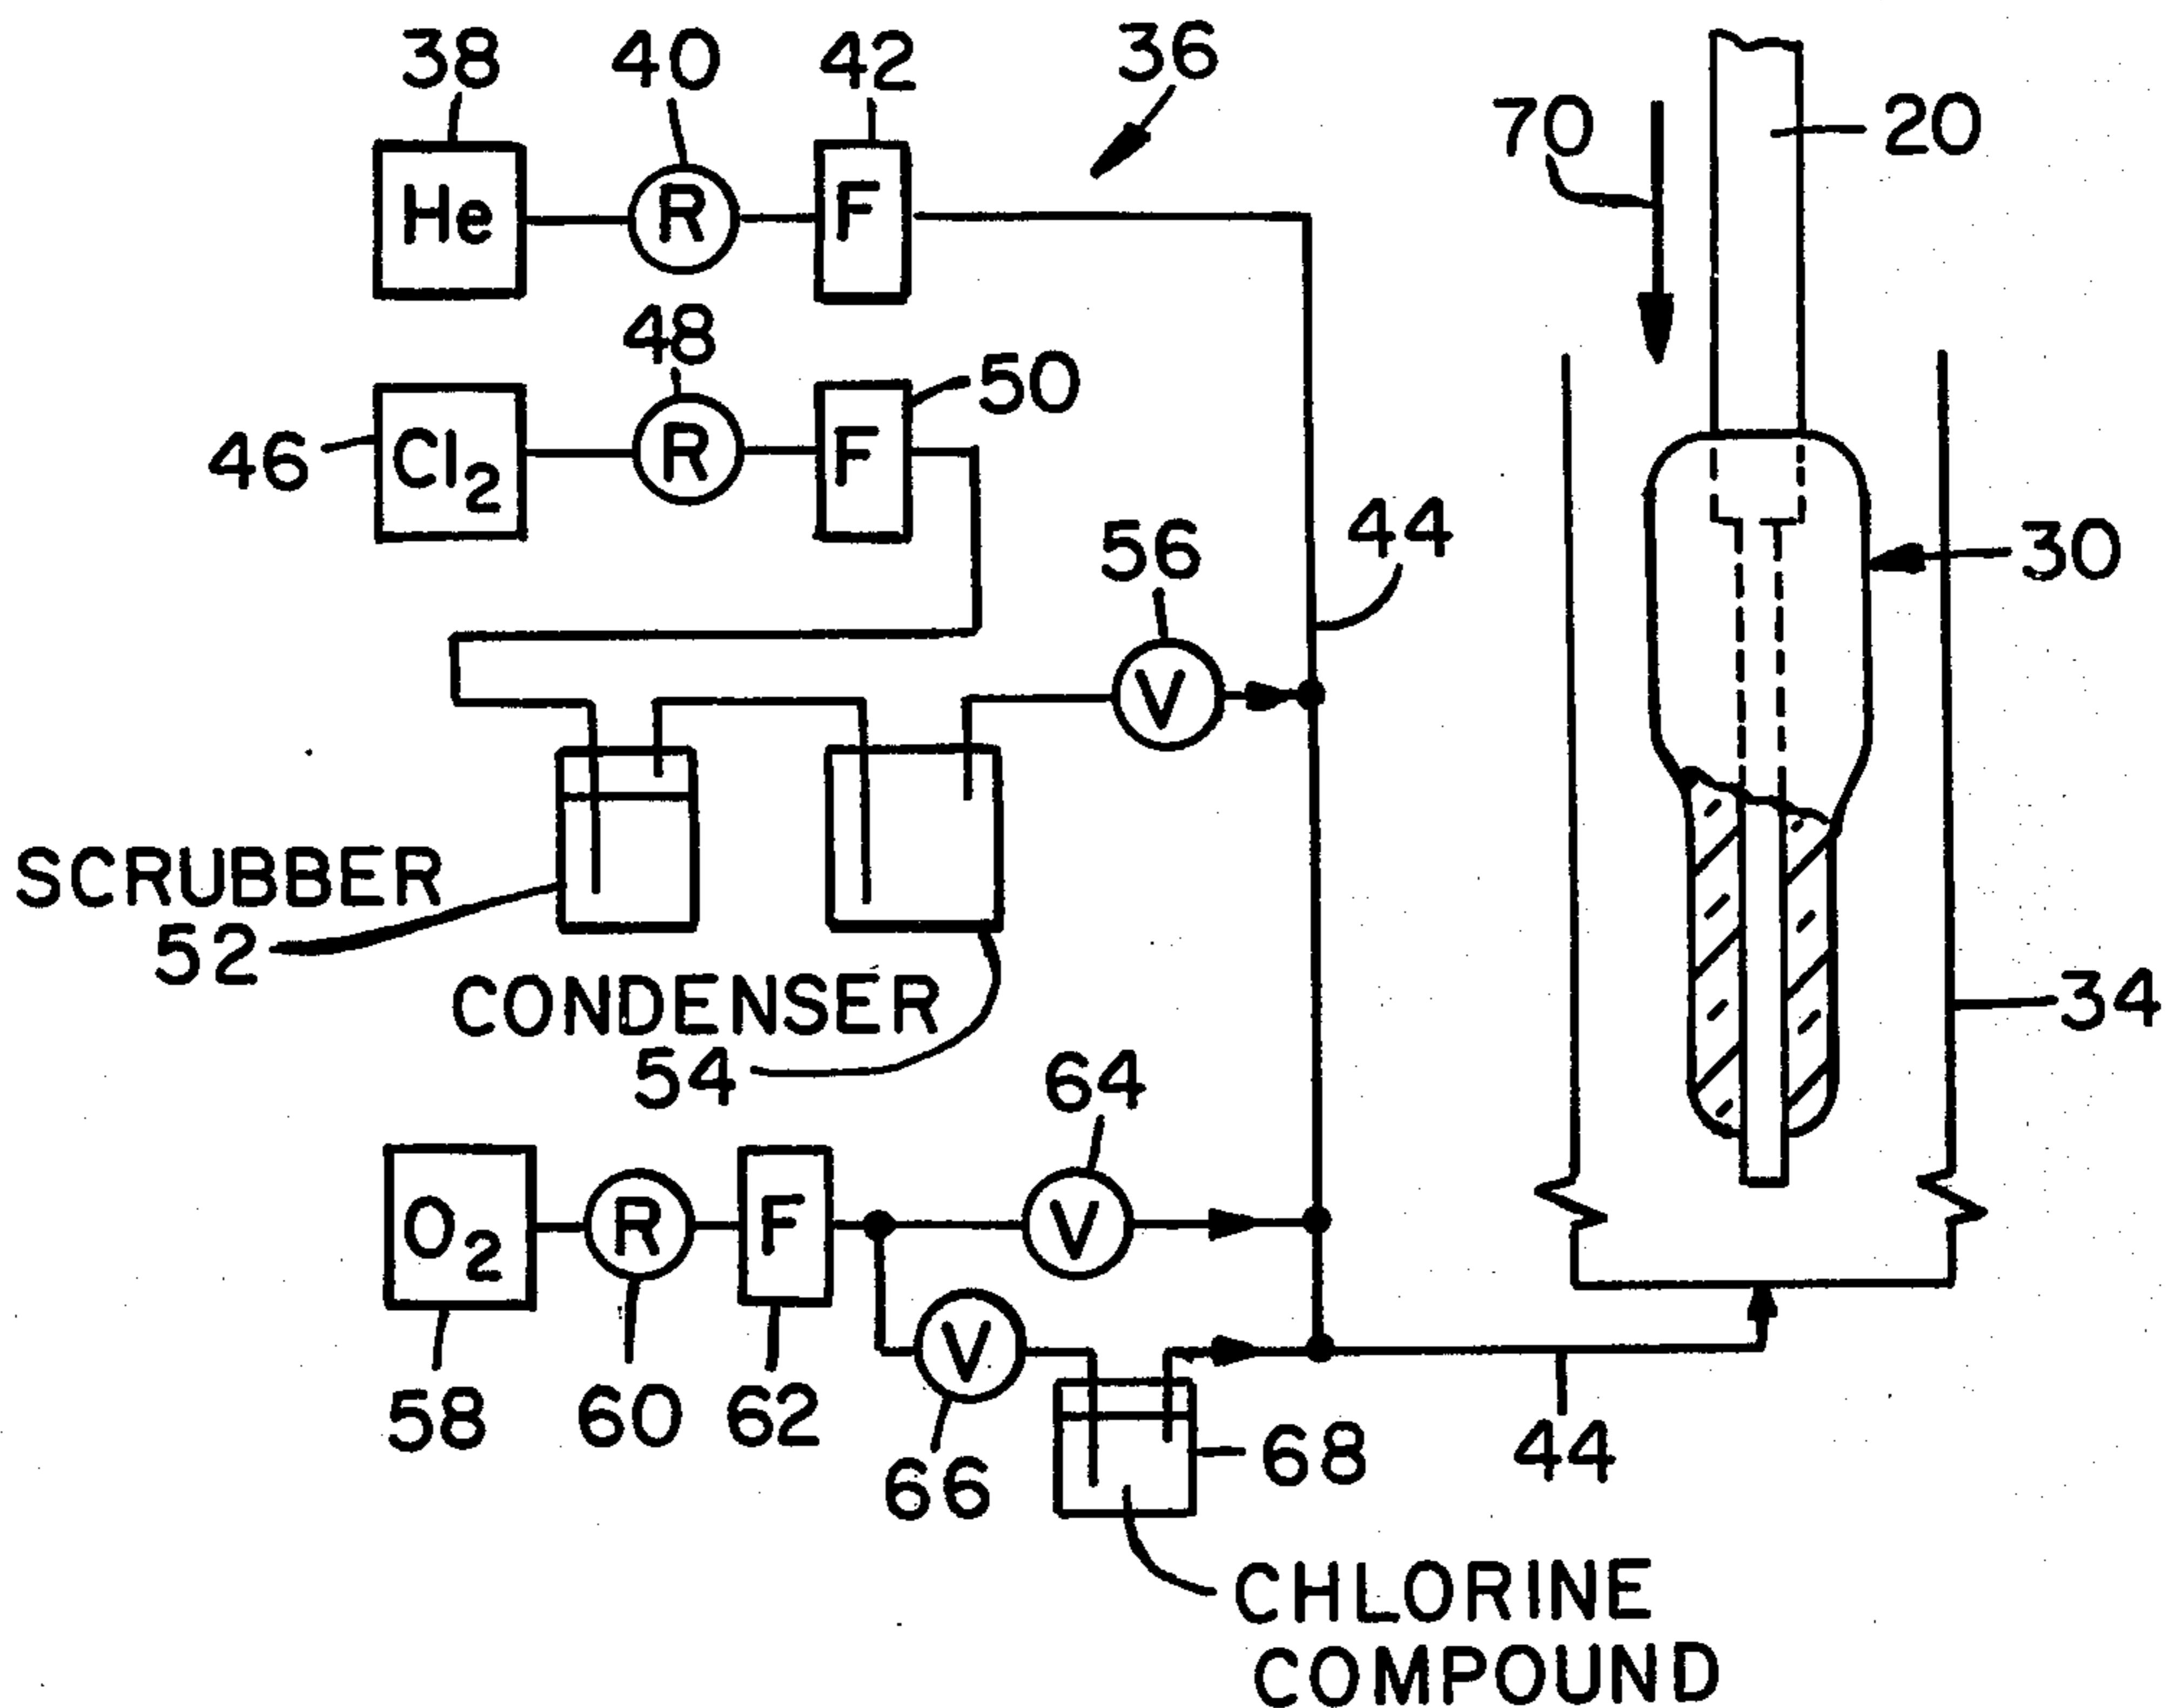 38
40
42
36
70
20
He
R
F
48
50
46
Cl2
R
F
56
44
30
V
SCRUBBER
52
CONDENSER
54
34
64
O2
R
F
V
V
58
60
62
66
68
44
CHLORINE
COMPOUND